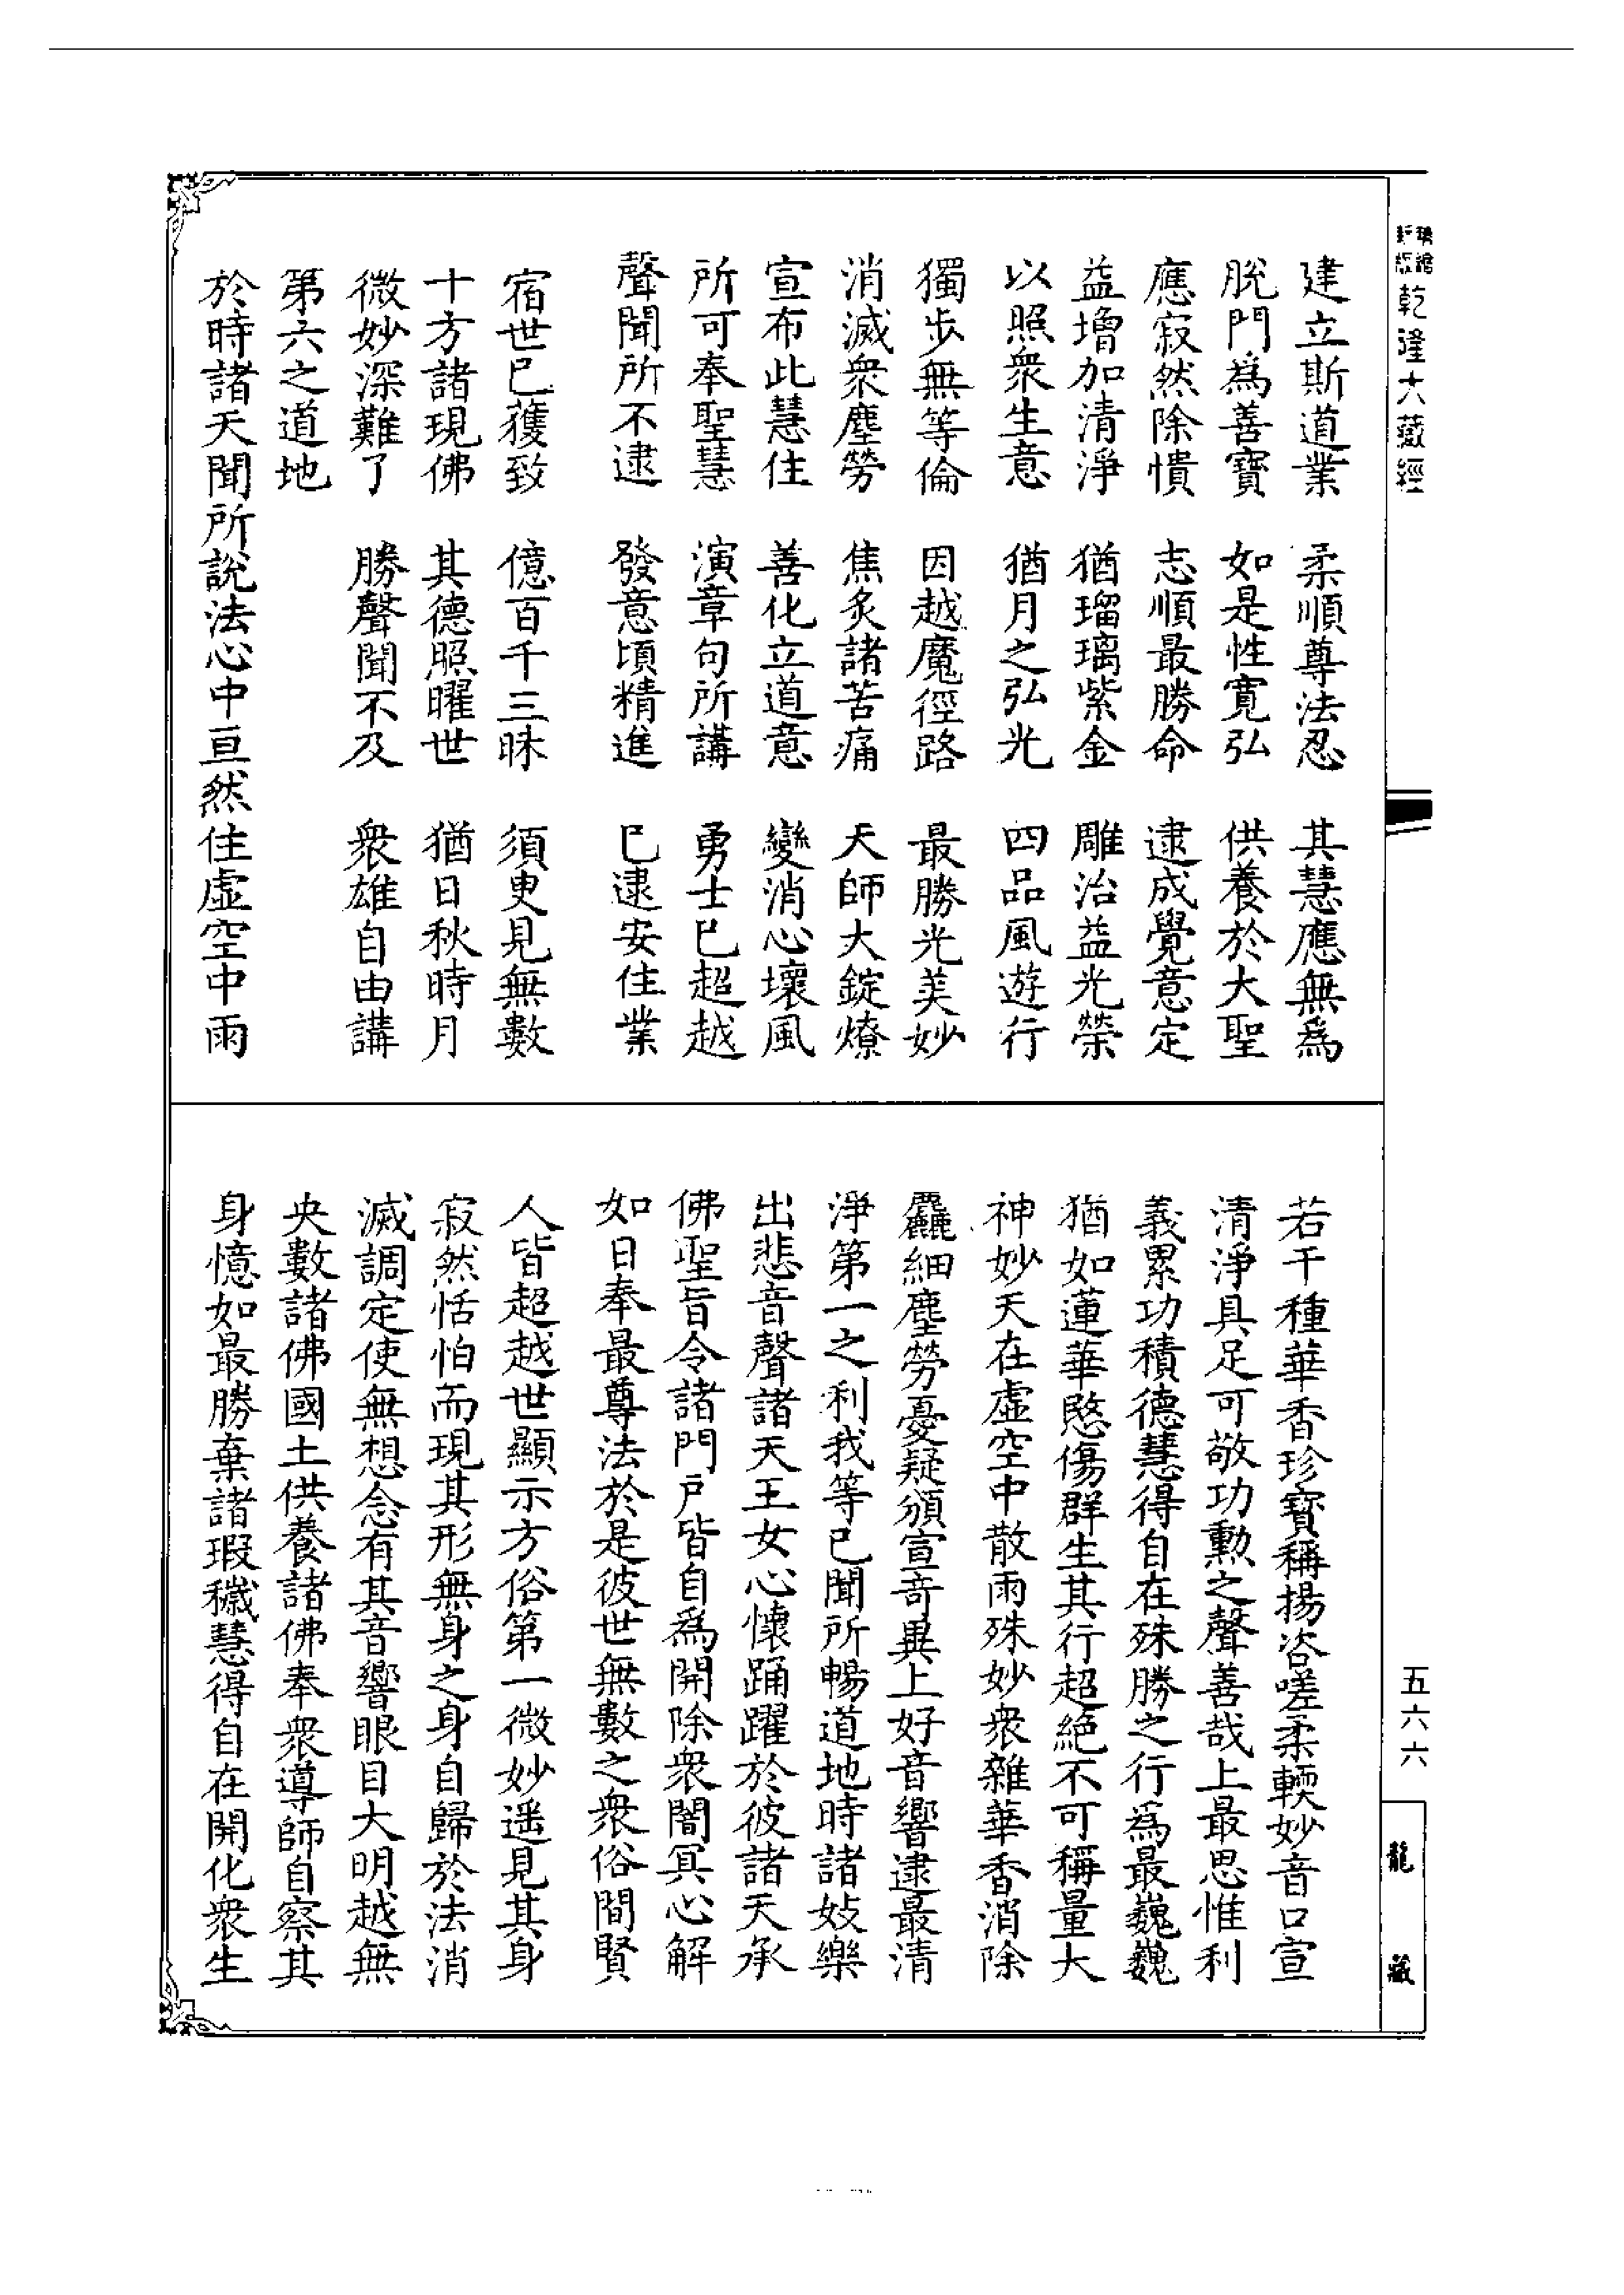 乾隆大藏經
建立斯道業　柔順尊法忍　其慧應無爲
脫門爲善寶　如是性寬弘　供養於大聖
應寂然除憒　志順最勝命　逮成覺意定
益增加清淨　猶瑠璃紫金　雕治益光榮
以照衆生意　猶月之弘光　四品風遊行
獨步無等倫　因越魔徑路　最勝光美妙
消滅衆塵勞　焦炙諸苦痛　天師大錠燎
宣布此慧住　善化立道意　變消心壞風
所可奉聖慧　演章句所講　勇士已超越
聲聞所不逮　發意頃精進　已逮安住業
宿世已獲致　億百千三昧　須臾見無數
十方諸現佛　其德照曜世　猶日秋時月
微妙深難了　勝聲聞不及　衆雄自由講
第六之道地
於時諸天聞所說法心中亘然住虛空中雨
若干種華香珍寶稱揚咨嗟柔輭妙音口宣
清淨具足可敬功勳之聲善哉上最思惟利
義累功積德慧得自在殊勝之行爲最巍巍
猶如蓮華愍傷群生其行超絕不可稱量大
神妙天在虛空中散雨殊妙衆雜華香消除
麤細塵勞憂疑頒宣奇異上好音響逮最清
淨第一之利我等已聞所暢道地時諸妓樂
出悲音聲諸天王女心懷踊躍於彼諸天承
佛聖旨令諸門戶皆自爲開除衆闇冥心解
如日奉最尊法於是彼世無數之衆俗間賢
人皆超越世顯示方俗第一微妙遥見其身
寂然恬怕而現其形無身之身自歸於法消
滅調定使無想念有其音響眼目大明越無
央數諸佛國土供養諸佛奉衆導師自察其
身憶如最勝棄諸瑕穢慧得自在開化衆生
五六六
龍藏